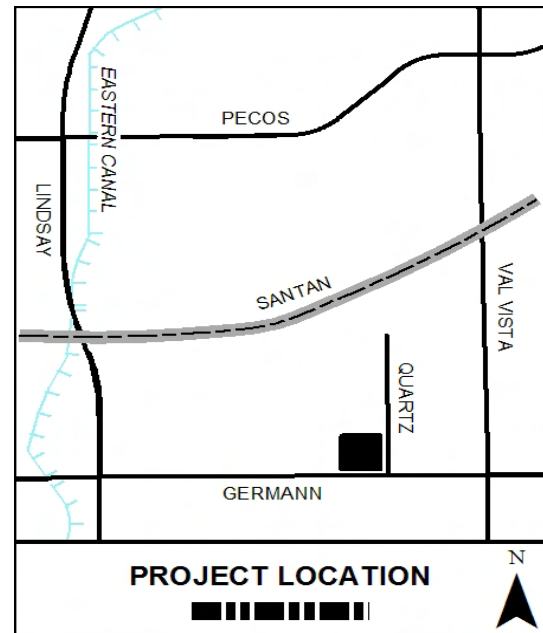 EASTERN CANAL
PECOS
LINDSAY
SANTAN
VAL VISTA
QUARTZ
GERMANN
PROJECT LOCATION
N